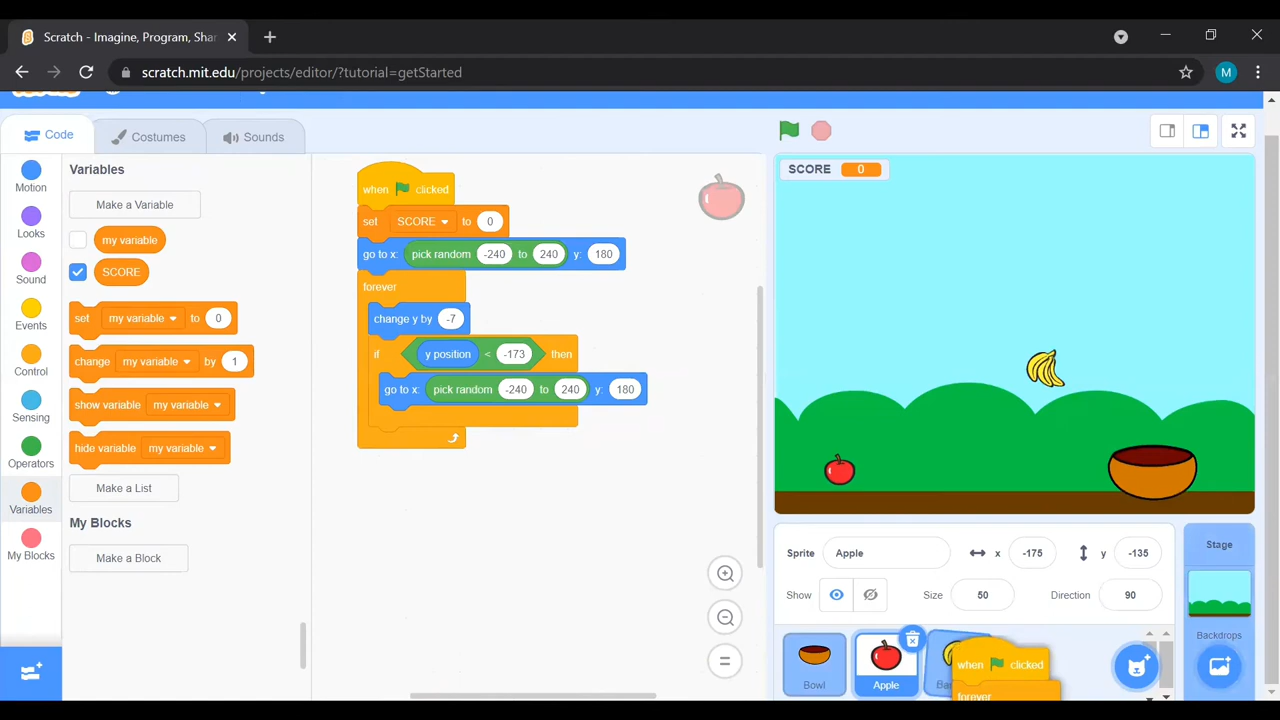 Scratch - Imagine, Program, Shar
scratch.mit.edu/projects/editor/?tutorial=getStarted
M
Code
Costumes
Sounds
Motion
Looks
Sound
Events
Control
Sensing
Operators
Variables
My Blocks
Variables
Make a Variable
my variable
SCORE
set my variable to 0
change my variable by 1
show variable my variable
hide variable my variable
Make a List
My Blocks
Make a Block
when clicked
set SCORE to 0
go to x: pick random -240 to 240 y: 180
forever
change y by -7
if y position < -173 then
go to x: pick random -240 to 240 y: 180
SCORE 0
Sprite Apple x -175 y -135
Show Size 50 Direction 90
Bowl
Apple
when clicked
forever
Stage
Backdrops